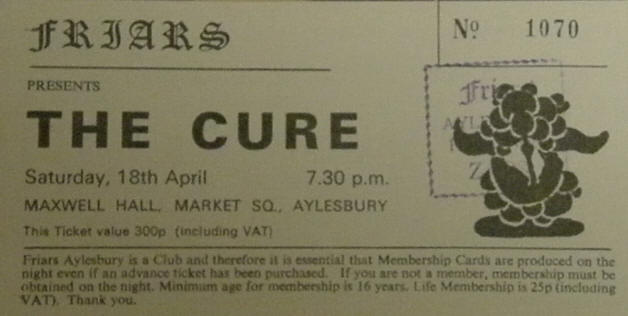 FRIARS
Nº 1070
PRESENTS
THE CURE
Saturday, 18th April 7.30 p.m.
MAXWELL HALL, MARKET SQ., AYLESBURY
This Ticket value 300p (including VAT)
Friars Aylesbury is a Club and therefore it is essential that Membership Cards are produced on the
night even if an advance ticket has been purchased. If you are not a member, membership must be
obtained on the night. Minimum age for membership is 16 years. Life Membership is 25p (including
VAT). Thank you.